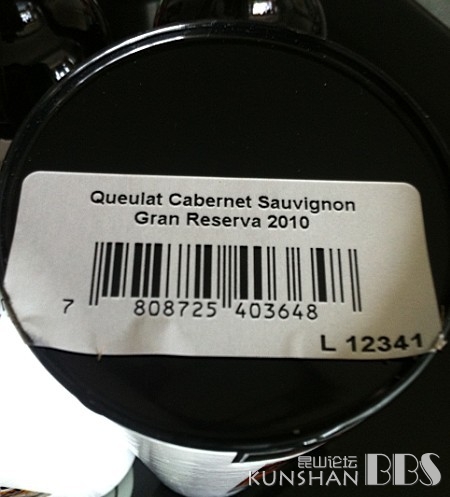 Queulat Cabernet Sauvignon
Gran Reserva 2010
7 808725 403648
L 12341
昆山论坛
KUNSHAN BBS